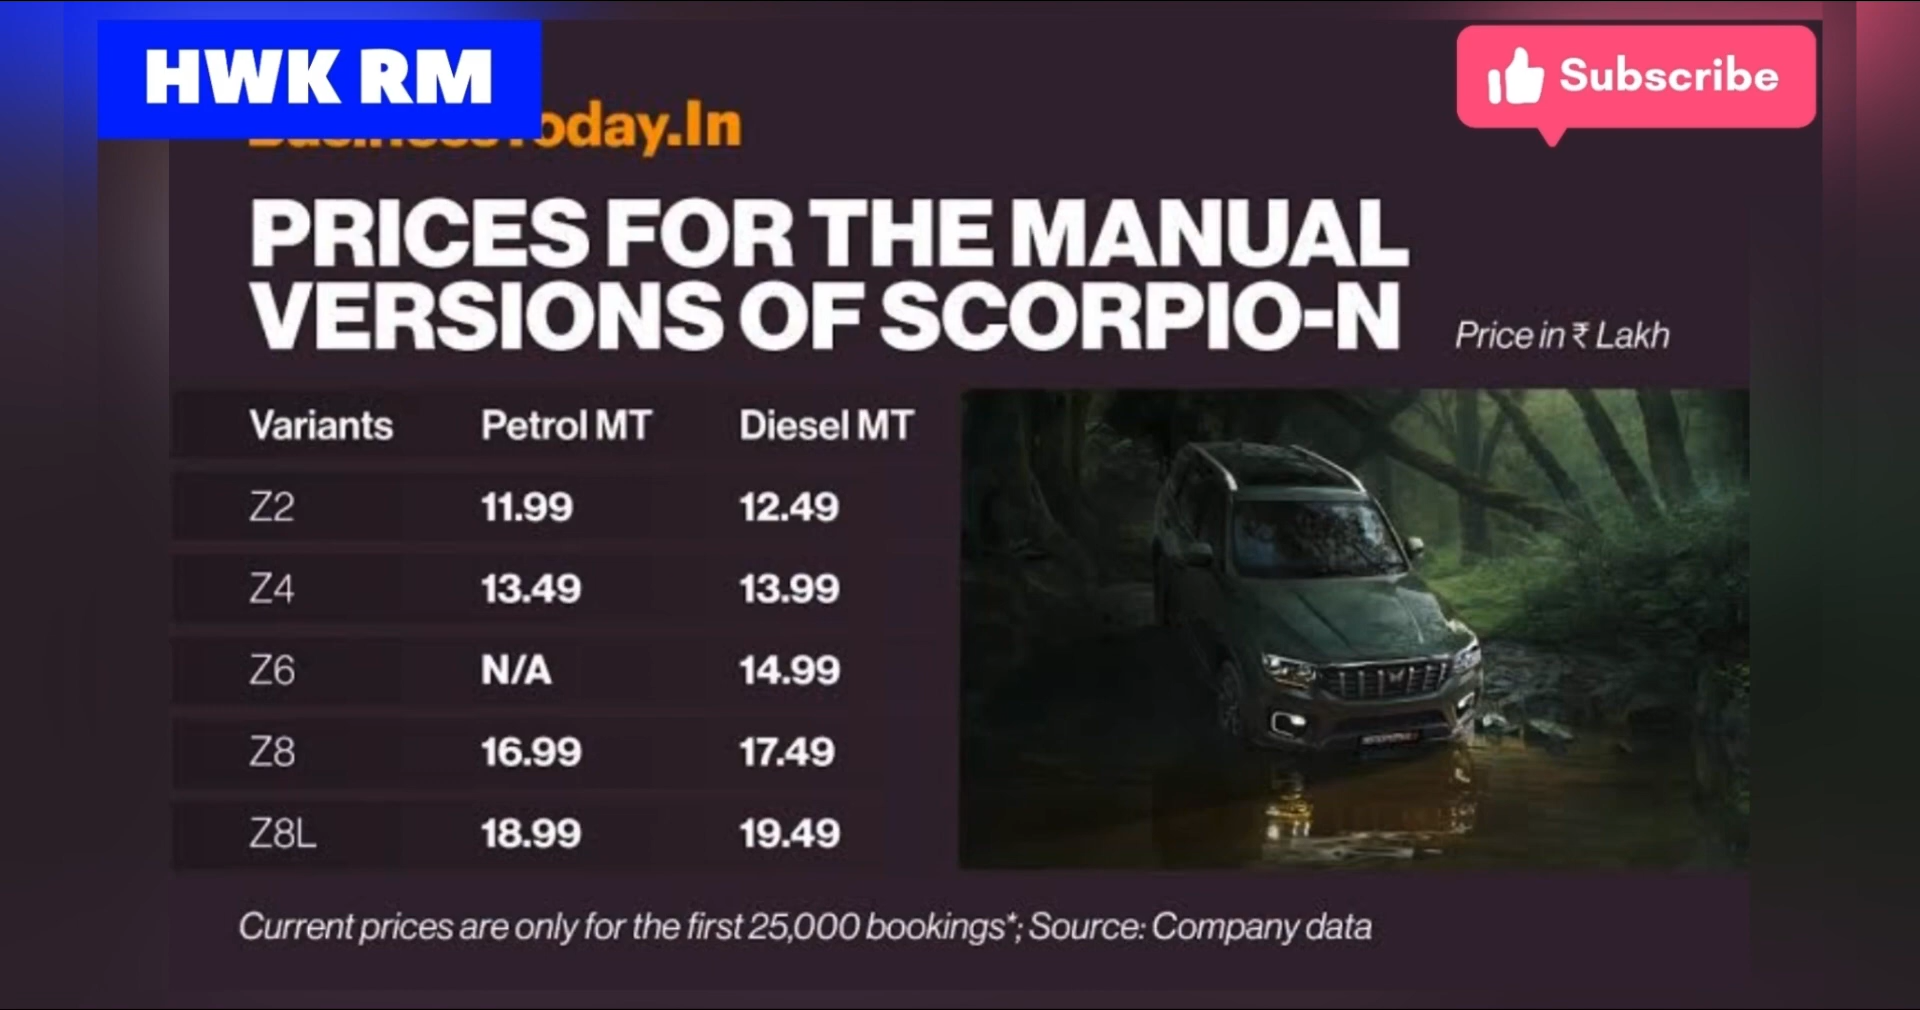 HWK RM
Subscribe
Today.In
PRICES FOR THE MANUAL
VERSIONS OF SCORPIO-N
Price in ₹ Lakh
Variants Petrol MT Diesel MT
Z2 11.99 12.49
Z4 13.49 13.99
Z6 N/A 14.99
Z8 16.99 17.49
Z8L 18.99 19.49
Current prices are only for the first 25,000 bookings*; Source: Company data